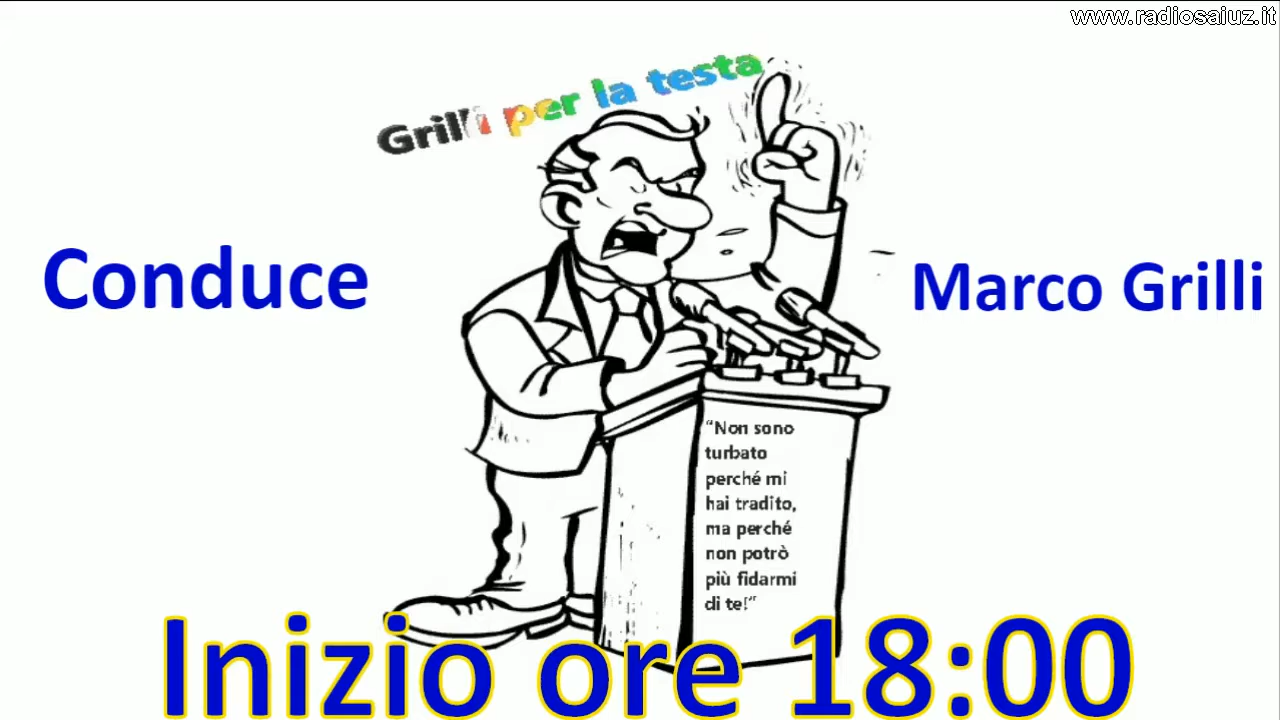 www.radiosaiuz.it
Grilli per la testa
Conduce
Marco Grilli
“Non sono
turbato
perché mi
hai tradito,
ma perché
non potrò
più fidarmi
di te!”
Inizio ore 18:00